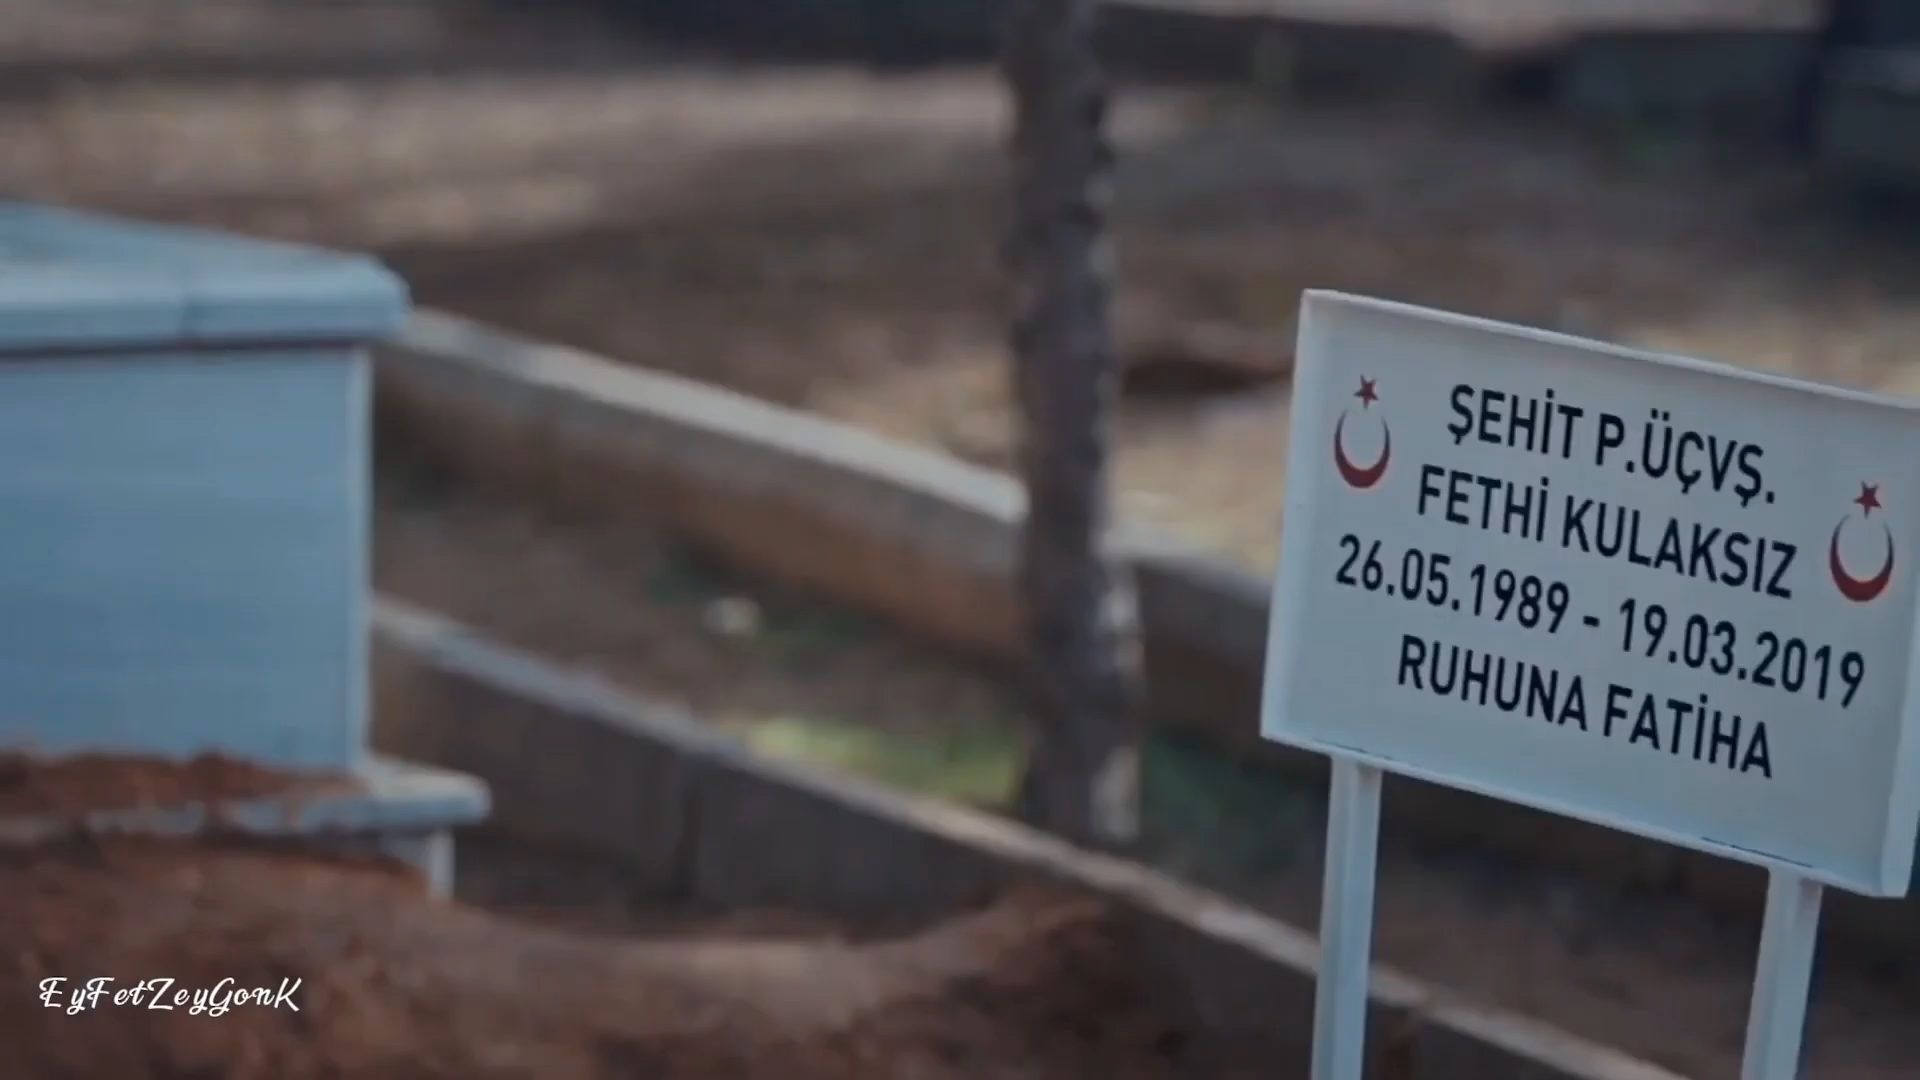 ŞEHİT P.ÜÇVŞ.
FETHİ KULAKSIZ
26.05.1989 - 19.03.2019
RUHUNA FATİHA
EyFetZeyGonK